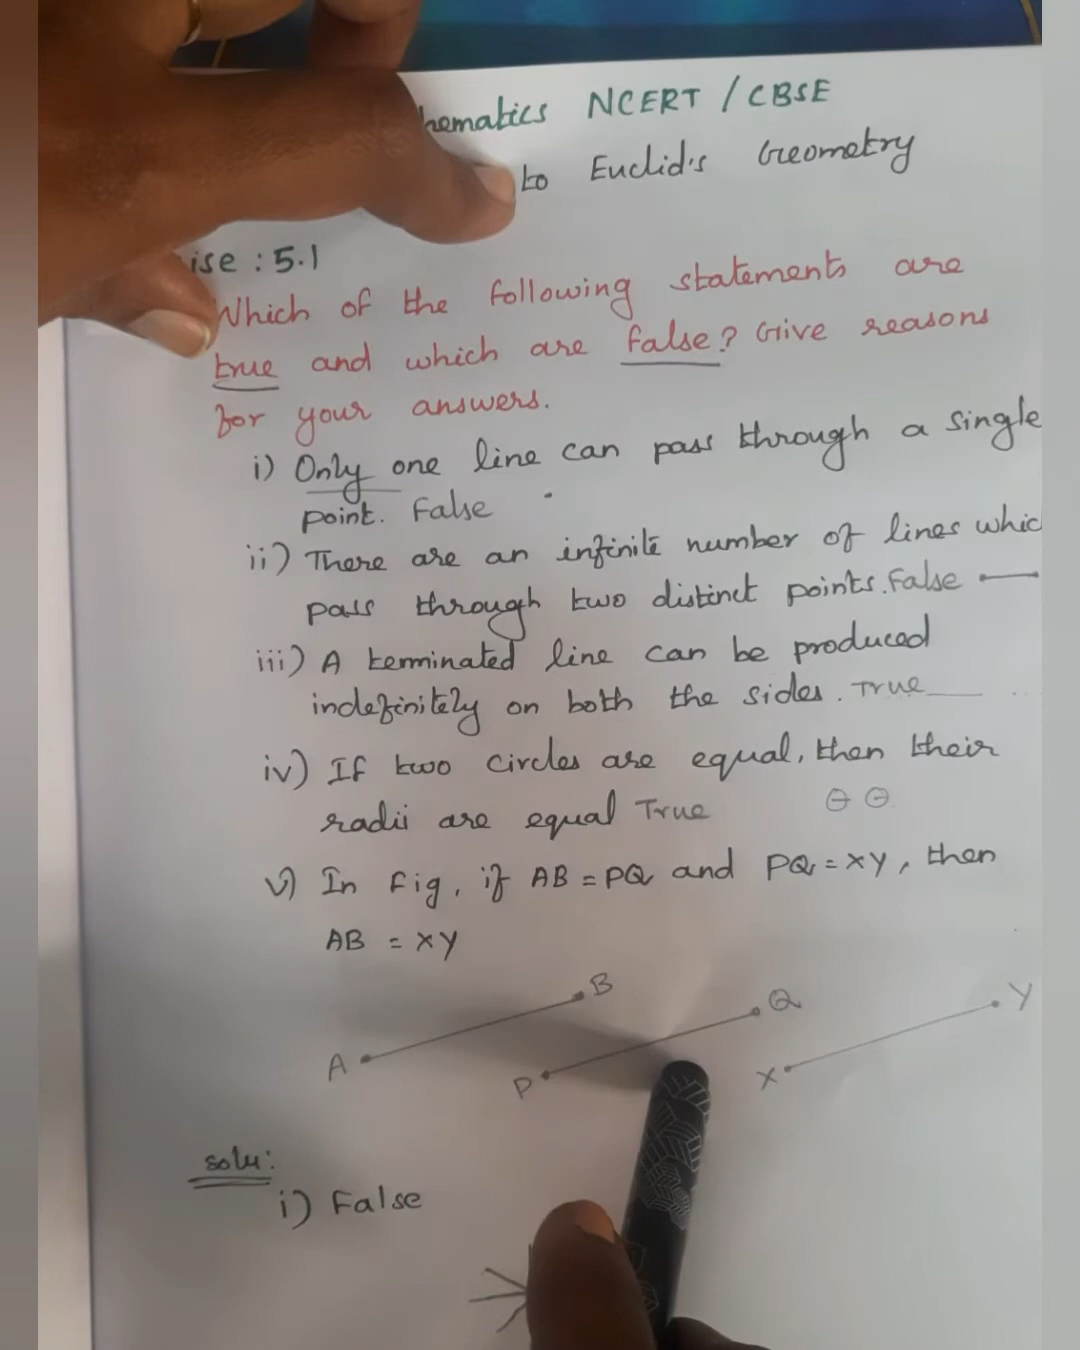 NCERT / CBSE
to Euclid's Geometry
: 5.1
Which of the following statements are
true and which are false? Give reasons
for your answers.
i) Only one line can pass through a single
point. False
ii) There are an infinite number of lines
pass through two distinct points. False
iii) A terminated line can be produced
indefinitely on both the sides. True
iv) If two circles are equal, then their
radii are equal True
v) In fig, if AB = PQ and PQ = XY, then
AB = XY
A B P Q X Y
solu:
i) False